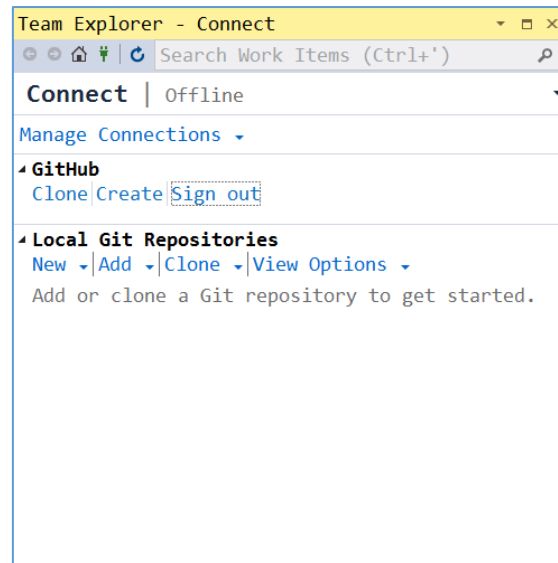 Team Explorer - Connect
Search Work Items (Ctrl+')
Connect | Offline
Manage Connections
GitHub
Clone Create Sign out
Local Git Repositories
New Add Clone View Options
Add or clone a Git repository to get started.